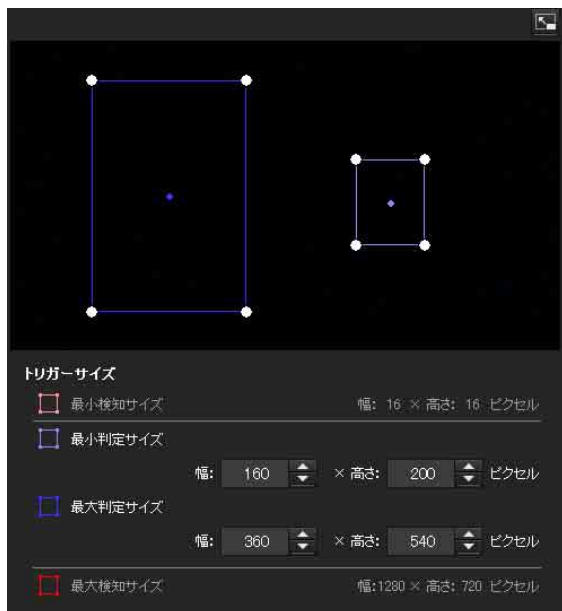 トリガーサイズ
最小検知サイズ 幅: 16 × 高さ: 16 ピクセル
最小判定サイズ
幅: 160 × 高さ: 200 ピクセル
最大判定サイズ
幅: 360 × 高さ: 540 ピクセル
最大検知サイズ 幅:1280 × 高さ: 720 ピクセル